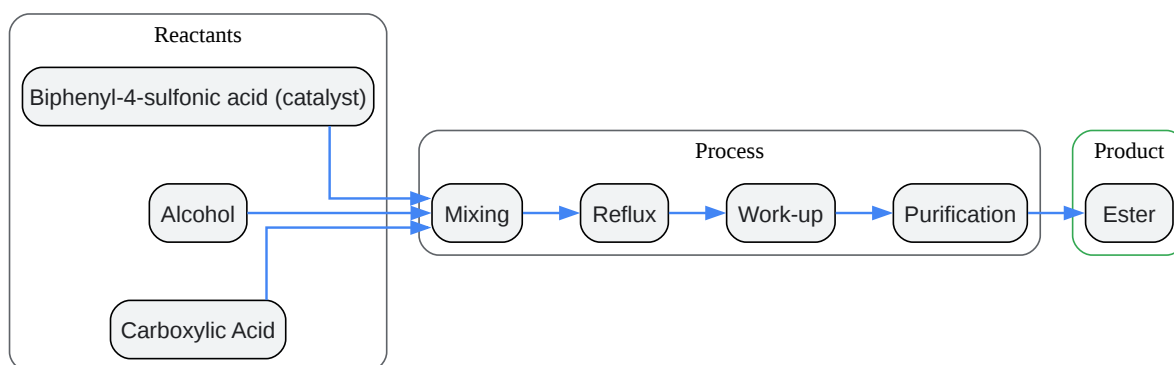 Reactants
Biphenyl-4-sulfonic acid (catalyst)
Alcohol
Carboxylic Acid
Process
Mixing
Reflux
Work-up
Purification
Product
Ester